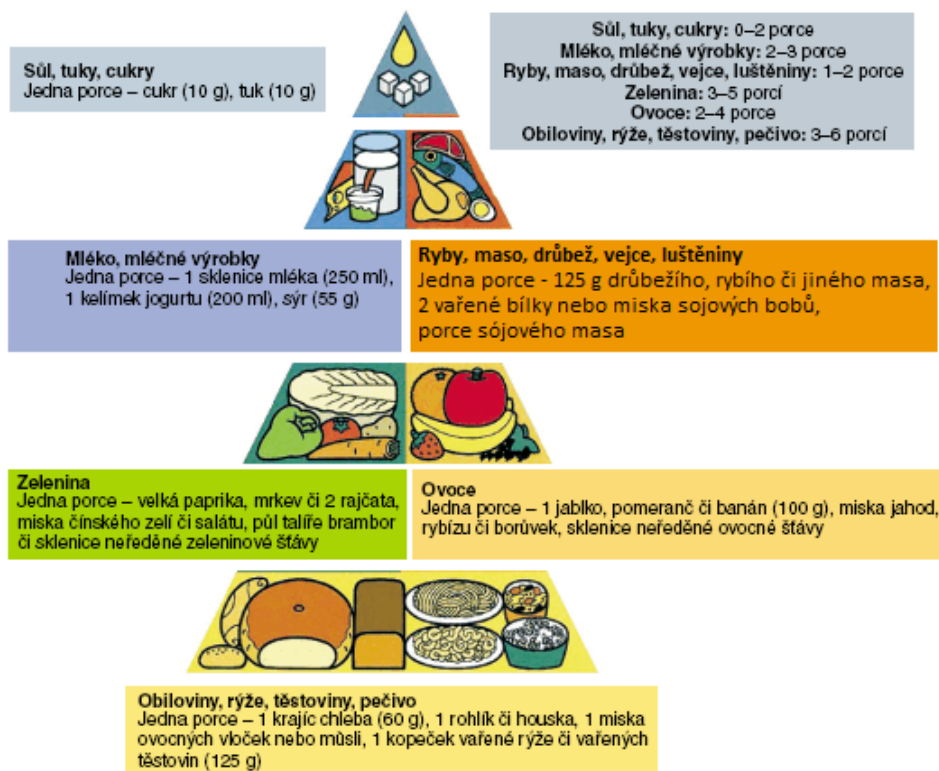 Sůl, tuky, cukry
Jedna porce – cukr (10 g), tuk (10 g)
Sůl, tuky, cukry: 0–2 porce
Mléko, mléčné výrobky: 2–3 porce
Ryby, maso, drůbež, vejce, luštěniny: 1–2 porce
Zelenina: 3–5 porcí
Ovoce: 2–4 porce
Obiloviny, rýže, těstoviny, pečivo: 3–6 porcí
Mléko, mléčné výrobky
Jedna porce – 1 sklenice mléka (250 ml),
1 kelímek jogurtu (200 ml), sýr (55 g)
Ryby, maso, drůbež, vejce, luštěniny
Jedna porce - 125 g drůbežího, rybího či jiného masa,
2 vařené bílky nebo miska sojových bobů,
porce sójového masa
Zelenina
Jedna porce – velká paprika, mrkev či 2 rajčata,
miska čínského zelí či salátu, půl talíře brambor
či sklenice neředěné zeleninové šťávy
Ovoce
Jedna porce – 1 jablko, pomeranč či banán (100 g), miska jahod,
rybízu či borůvek, sklenice neředěné ovocné šťávy
Obiloviny, rýže, těstoviny, pečivo
Jedna porce – 1 krajíc chleba (60 g), 1 rohlík či houska, 1 miska
ovocných vloček nebo müsli, 1 kopeček vařené rýže či vařených
těstovin (125 g)